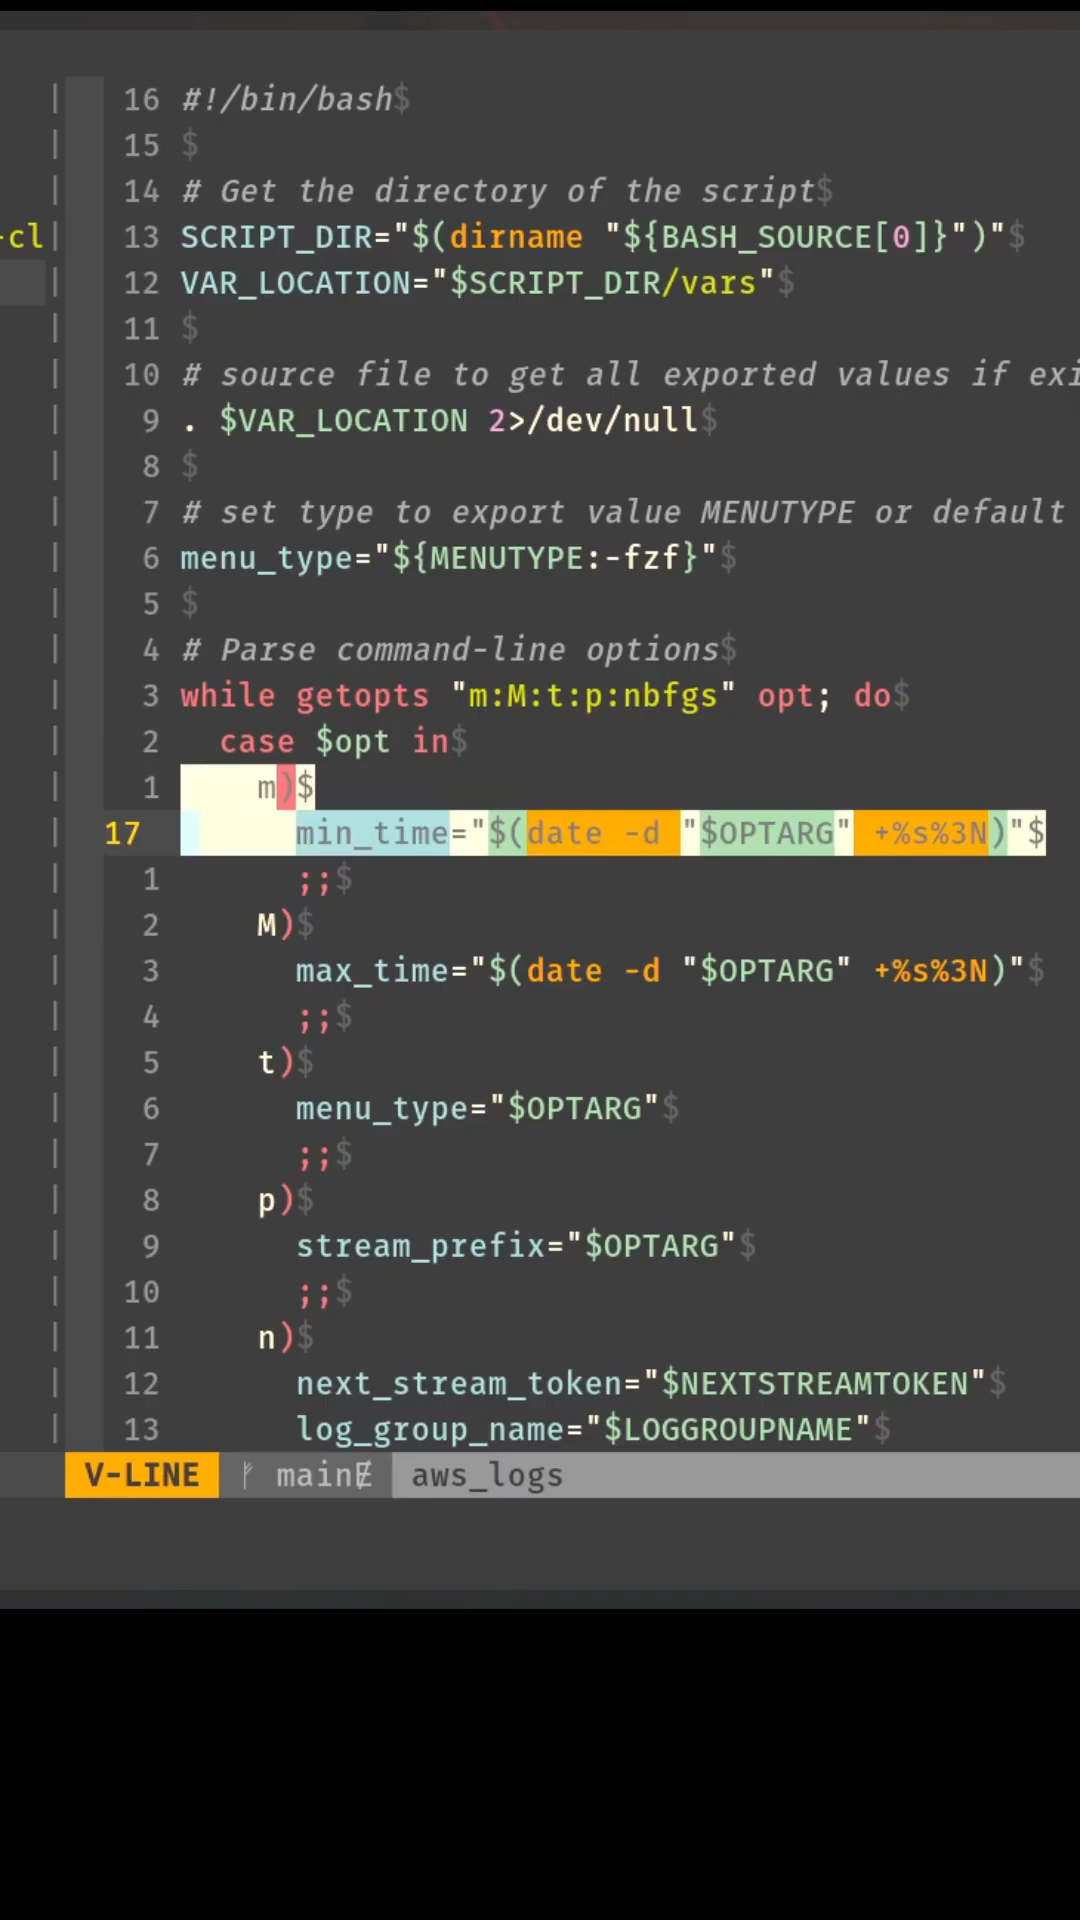 16 #!/bin/bash$
15 $
14 # Get the directory of the script$
-cl 13 SCRIPT_DIR="$(dirname "${BASH_SOURCE[0]}")"$
12 VAR_LOCATION="$SCRIPT_DIR/vars"$
11 $
10 # source file to get all exported values if exi
9 . $VAR_LOCATION 2>/dev/null$
8 $
7 # set type to export value MENUTYPE or default
6 menu_type="${MENUTYPE:-fzf}"$
5 $
4 # Parse command-line options$
3 while getopts "m:M:t:p:nbfgs" opt; do$
2   case $opt in$
1     m)$
17       min_time="$(date -d "$OPTARG" +%s%3N)"$
1       ;;$
2     M)$
3       max_time="$(date -d "$OPTARG" +%s%3N)"$
4       ;;$
5     t)$
6       menu_type="$OPTARG"$
7       ;;$
8     p)$
9       stream_prefix="$OPTARG"$
10       ;;$
11     n)$
12       next_stream_token="$NEXTSTREAMTOKEN"$
13       log_group_name="$LOGGROUPNAME"$
V-LINE main aws_logs